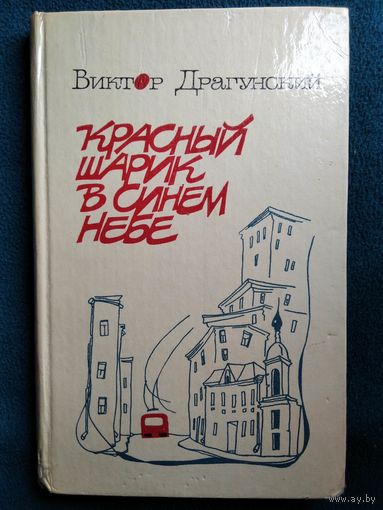 Виктор Драгунский
Красный
шарик
в синем
небе
www.ay.by